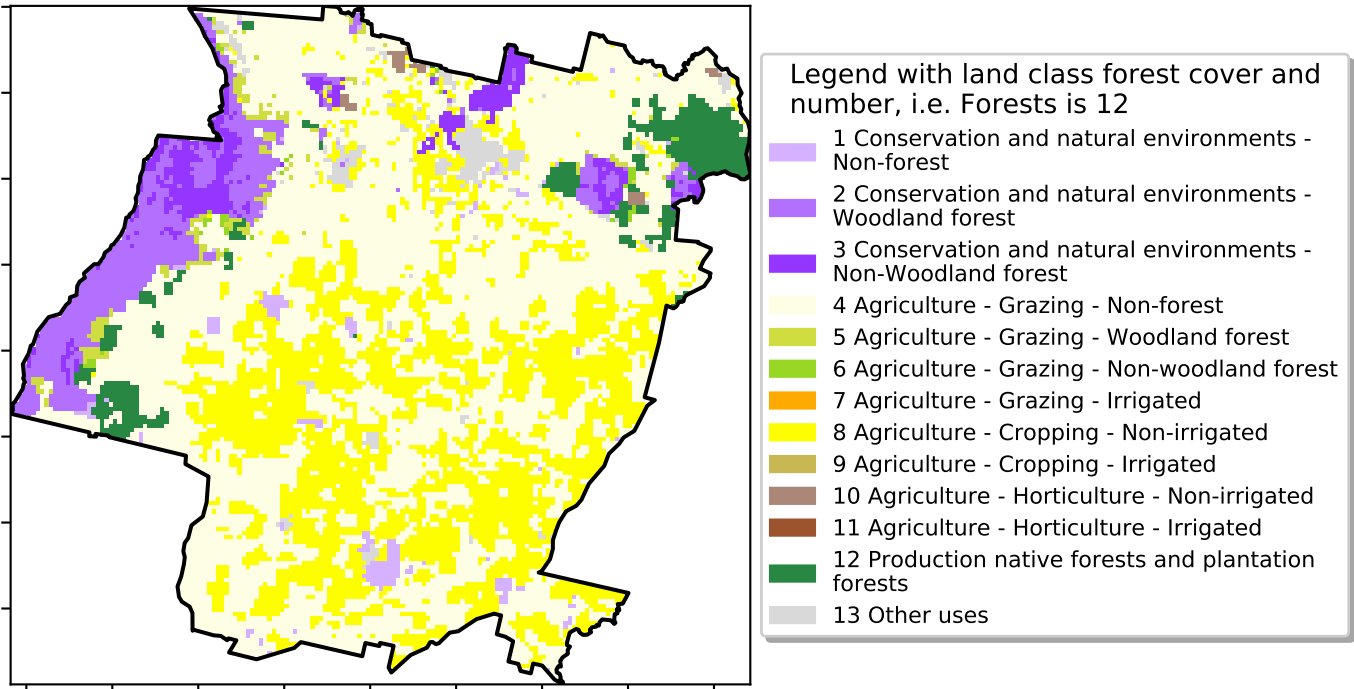 Legend with land class forest cover and
number, i.e. Forests is 12
1 Conservation and natural environments -
Non-forest
2 Conservation and natural environments -
Woodland forest
3 Conservation and natural environments -
Non-Woodland forest
4 Agriculture - Grazing - Non-forest
5 Agriculture - Grazing - Woodland forest
6 Agriculture - Grazing - Non-woodland forest
7 Agriculture - Grazing - Irrigated
8 Agriculture - Cropping - Non-irrigated
9 Agriculture - Cropping - Irrigated
10 Agriculture - Horticulture - Non-irrigated
11 Agriculture - Horticulture - Irrigated
12 Production native forests and plantation
forests
13 Other uses